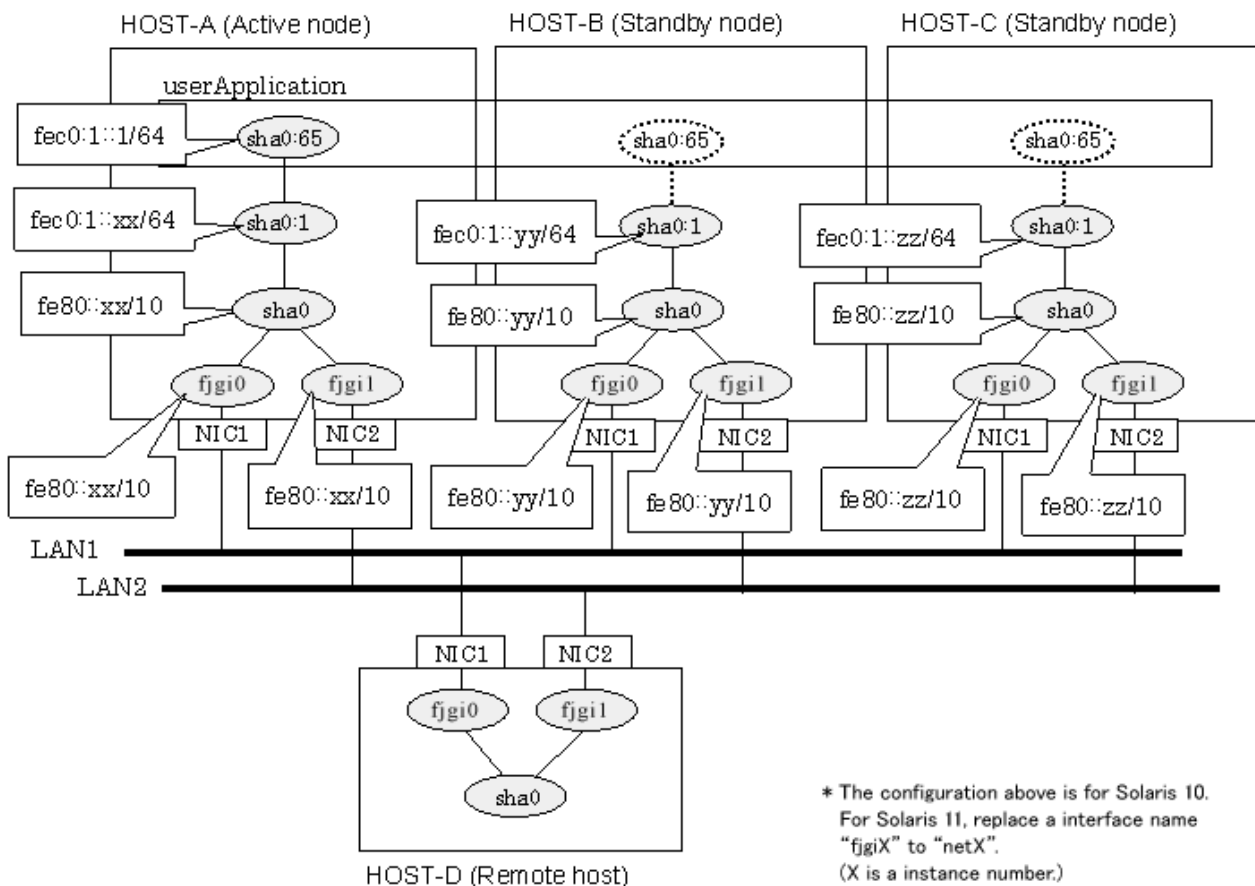 HOST-A (Active node)
HOST-B (Standby node)
HOST-C (Standby node)
userApplication
fec0:1::1/64
sha0:65
sha0:65
sha0:65
fec0:1::xx/64
sha0:1
fec0:1::yy/64
sha0:1
fec0:1::zz/64
sha0:1
fe80::xx/10
sha0
fe80::yy/10
sha0
fe80::zz/10
sha0
fjgi0
fjgi1
fjgi0
fjgi1
fjgi0
fjgi1
NIC1
NIC2
NIC1
NIC2
NIC1
NIC2
fe80::xx/10
fe80::xx/10
fe80::yy/10
fe80::yy/10
fe80::zz/10
fe80::zz/10
LAN1
LAN2
NIC1
NIC2
fjgi0
fjgi1
sha0
HOST-D (Remote host)
* The configuration above is for Solaris 10.
For Solaris 11, replace a interface name
“fjgiX” to “netX”.
(X is a instance number.)